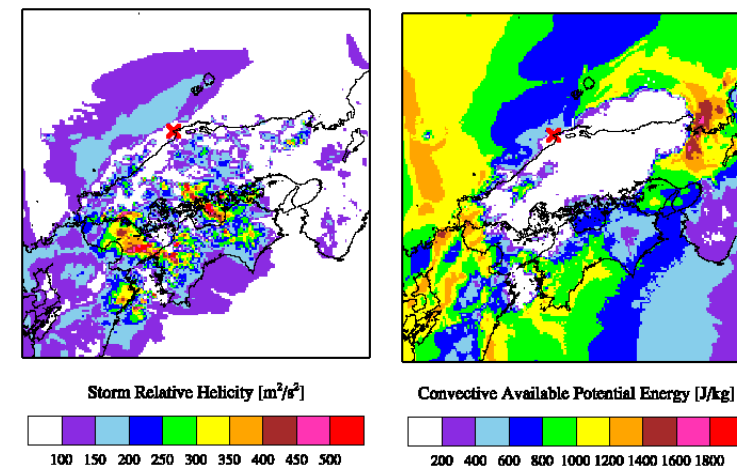 Storm Relative Helicity [m²/s²]
100 150 200 250 300 350 400 450 500
Convective Available Potential Energy [J/kg]
200 400 600 800 1000 1200 1400 1600 1800